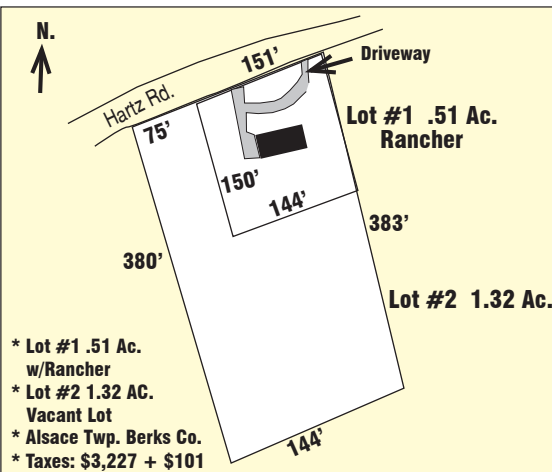 N.
151'
Driveway
Hartz Rd.
75'
Lot #1 .51 Ac.
Rancher
150'
144'
383'
380'
Lot #2 1.32 Ac.
* Lot #1 .51 Ac.
w/Rancher
* Lot #2 1.32 AC.
Vacant Lot
* Alsace Twp. Berks Co.
* Taxes: $3,227 + $101
144'